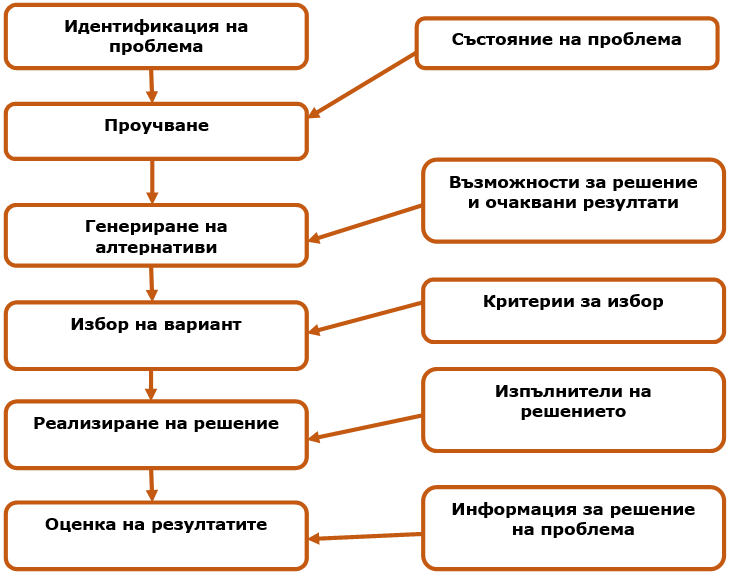 Идентификация на
проблема
Състояние на проблема
Проучване
Възможности за решение
и очаквани резултати
Генериране на
алтернативи
Критерии за избор
Избор на вариант
Изпълнители на
решението
Реализиране на решение
Информация за решение
на проблема
Оценка на резултатите